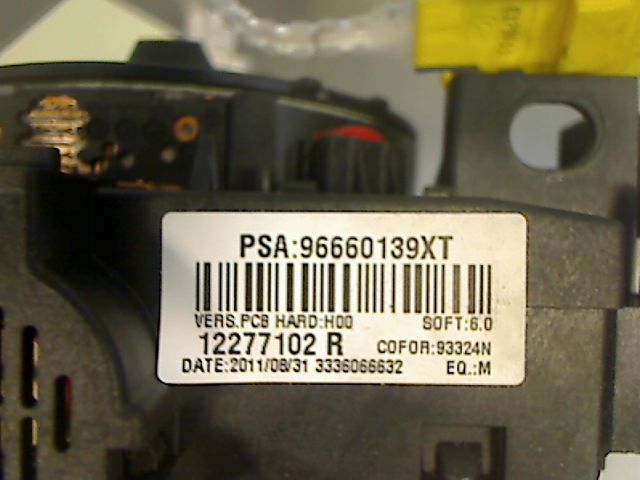 PSA:96660139XT
VERS.PCB HARD:H00 SOFT:6.0
12277102 R COFOR:93324N
DATE:2011/08/31 3336066632 EQ.:M